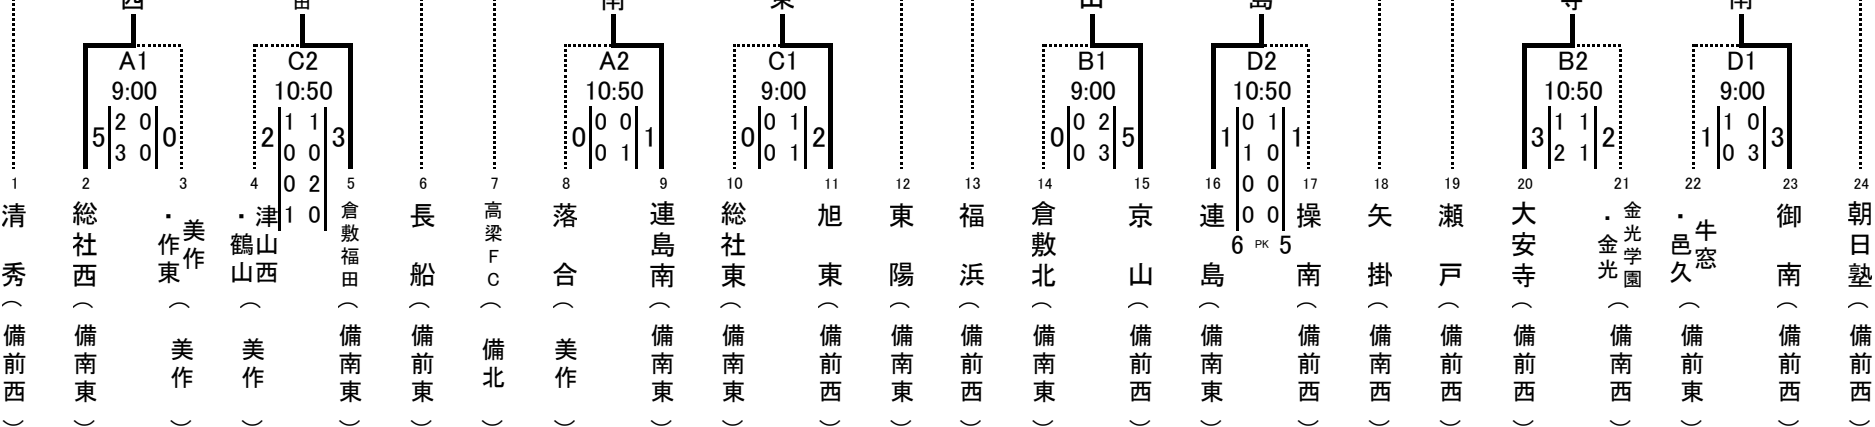 西 田 南 東 山 島 寺 南
A1 C2 A2 C1 B1 D2 B2 D1
9:00 10:50 10:50 9:00 9:00 10:50 10:50 9:00
5 2 0 0
3 0
2 1 1 3
0 0
0 2
1 0
0 0 0 1
0 1
0 0 1 2
0 1
0 0 2 5
0 3
1 0 1 1
1 0
0 0
0 0
6 PK 5
3 1 1 2
2 1
1 1 0 3
0 3
1 清秀(備前西)
2 総社西(備南東)
3 美作・作東(美作)
4 津山西・鶴山(美作)
5 倉敷福田(備南東)
6 長船(備前東)
7 高梁FC(備北)
8 落合(美作)
9 連島南(備南東)
10 総社東(備南東)
11 旭東(備前西)
12 東陽(備南東)
13 福浜(備前西)
14 倉敷北(備南東)
15 京山(備前西)
16 連島(備南東)
17 操南(備前西)
18 矢掛(備南西)
19 瀬戸(備前西)
20 大安寺(備前西)
21 金光学園・金光(備南西)
22 牛窓・邑久(備前東)
23 御南(備前西)
24 朝日塾(備前西)